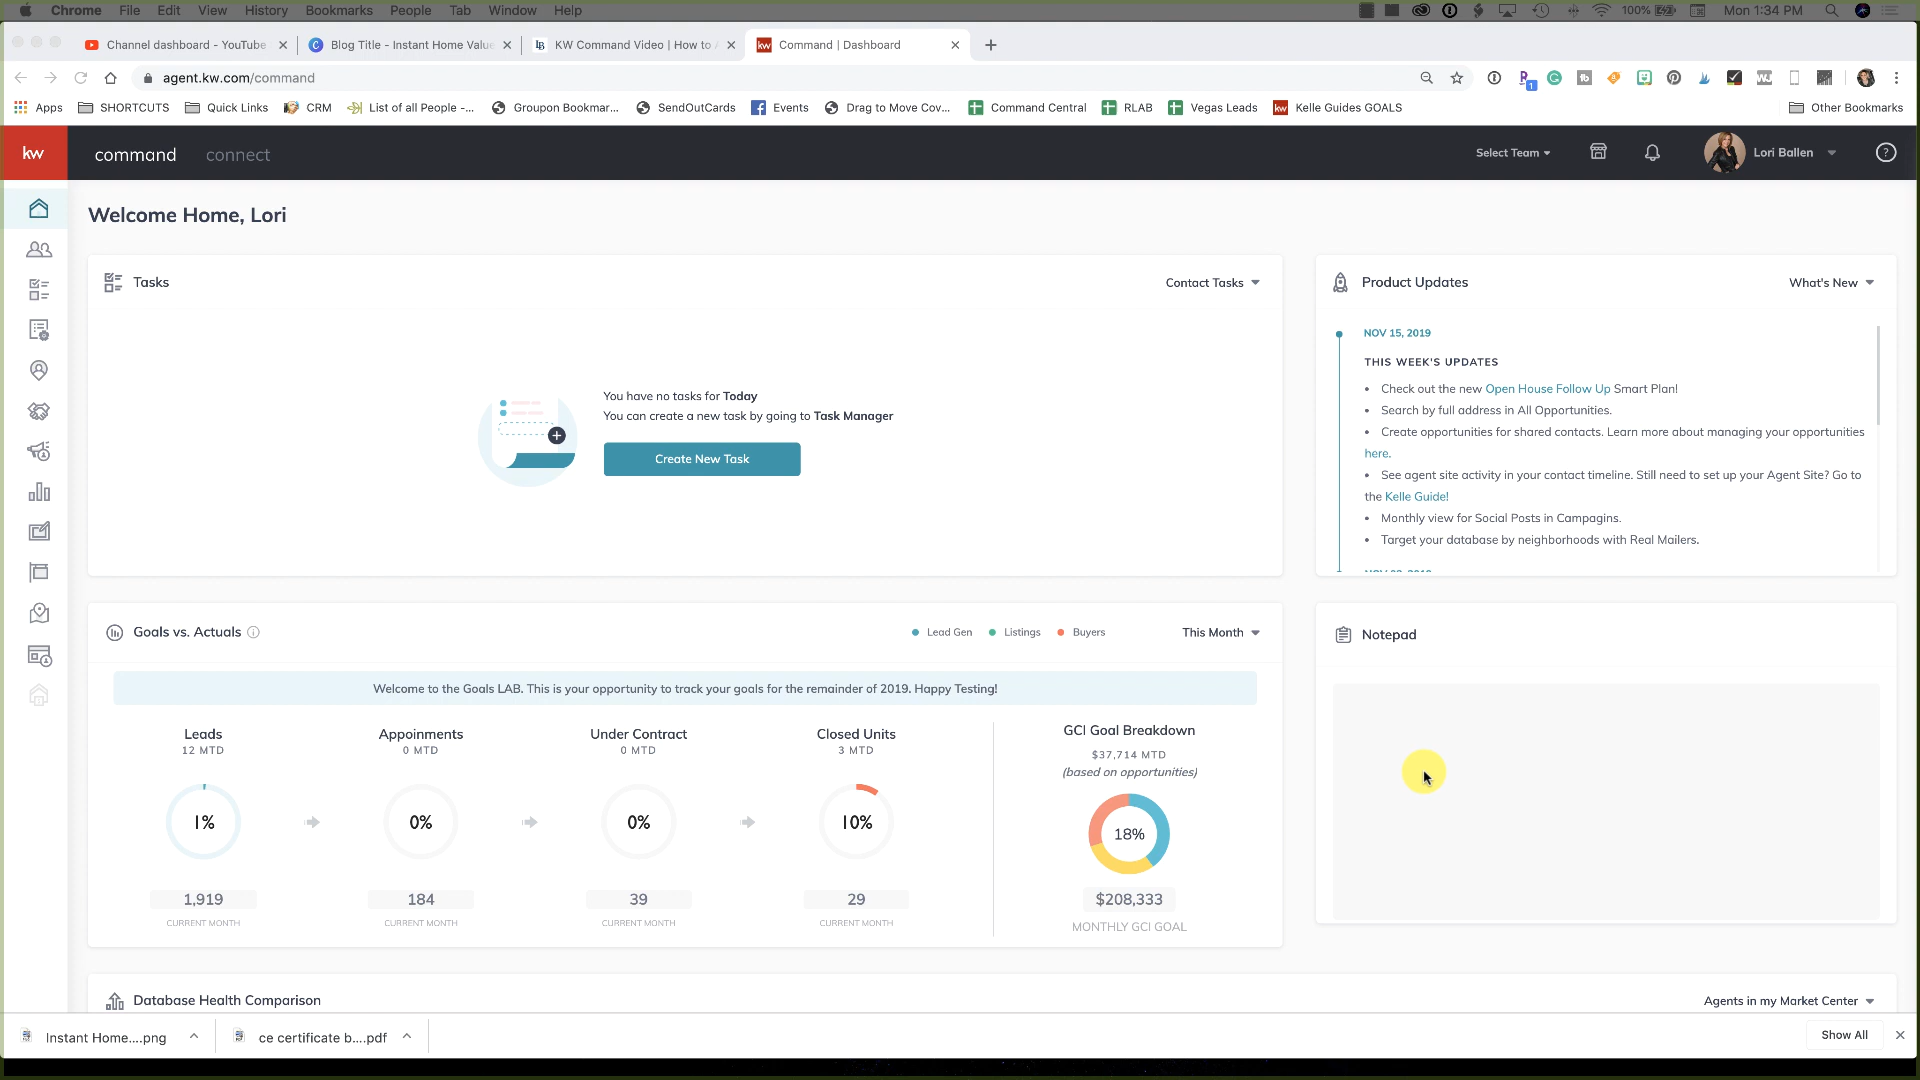 Chrome File Edit View History Bookmarks People Tab Window Help
100% Mon 1:34 PM
Channel dashboard - YouTube
Blog Title - Instant Home Value
KW Command Video | How to A
Command | Dashboard
agent.kw.com/command
Apps SHORTCUTS Quick Links CRM List of all People -... Groupon Bookmar... SendOutCards Events Drag to Move Cov... Command Central RLAB Vegas Leads Kelle Guides GOALS Other Bookmarks
kw command connect Select Team Lori Ballen
Welcome Home, Lori
Tasks
Contact Tasks
You have no tasks for Today
You can create a new task by going to Task Manager
Create New Task
Product Updates
What's New
NOV 15, 2019
THIS WEEK'S UPDATES
• Check out the new Open House Follow Up Smart Plan!
• Search by full address in All Opportunities.
• Create opportunities for shared contacts. Learn more about managing your opportunities
here.
• See agent site activity in your contact timeline. Still need to set up your Agent Site? Go to
the Kelle Guide!
• Monthly view for Social Posts in Campagins.
• Target your database by neighborhoods with Real Mailers.
Goals vs. Actuals
Lead Gen Listings Buyers
This Month
Welcome to the Goals LAB. This is your opportunity to track your goals for the remainder of 2019. Happy Testing!
Leads
12 MTD
1%
1,919
CURRENT MONTH
Appoinments
0 MTD
0%
184
CURRENT MONTH
Under Contract
0 MTD
0%
39
CURRENT MONTH
Closed Units
3 MTD
10%
29
CURRENT MONTH
GCI Goal Breakdown
$37,714 MTD
(based on opportunities)
18%
$208,333
MONTHLY GCI GOAL
Notepad
Database Health Comparison
Agents in my Market Center
Instant Home....png
ce certificate b....pdf
Show All